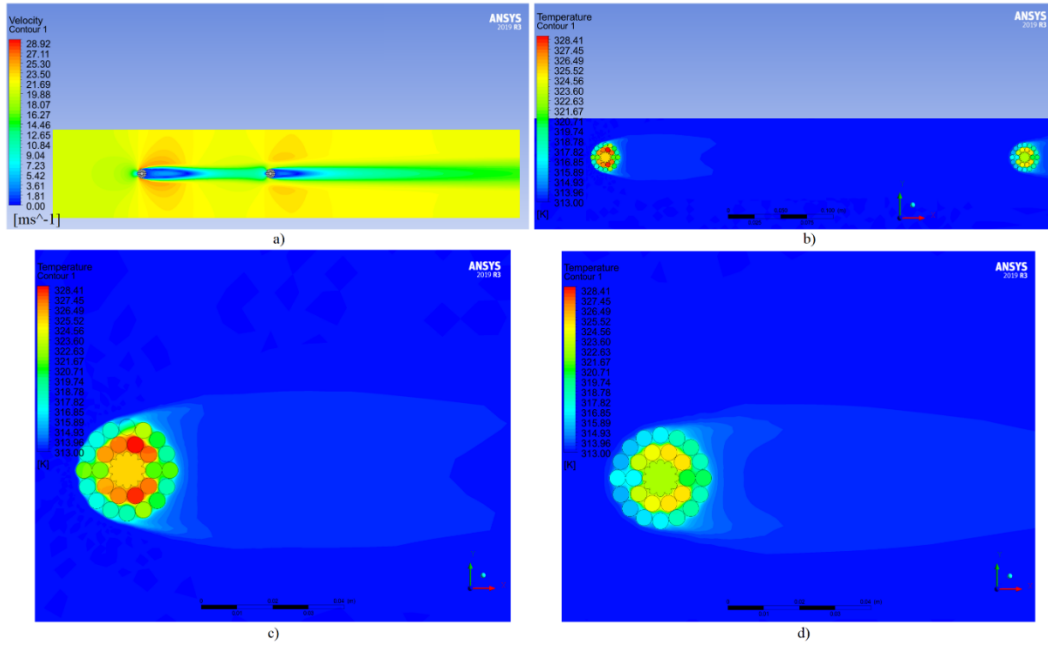 Velocity
Contour 1
28.92
27.11
25.30
23.50
21.69
19.88
18.07
16.27
14.46
12.65
10.84
9.04
7.23
5.42
3.61
1.81
0.00
[ms^-1]
ANSYS
2019 R3
a)
Temperature
Contour 1
328.41
327.45
326.49
325.52
324.56
323.60
322.63
321.67
320.71
319.74
318.78
317.82
316.85
315.89
314.93
313.96
313.00
[K]
ANSYS
2019 R3
b)
Temperature
Contour 1
328.41
327.45
326.49
325.52
324.56
323.60
322.63
321.67
320.71
319.74
318.78
317.82
316.85
315.89
314.93
313.96
313.00
[K]
ANSYS
2019 R3
c)
Temperature
Contour 1
328.41
327.45
326.49
325.52
324.56
323.60
322.63
321.67
320.71
319.74
318.78
317.82
316.85
315.89
314.93
313.96
313.00
[K]
ANSYS
2019 R3
d)